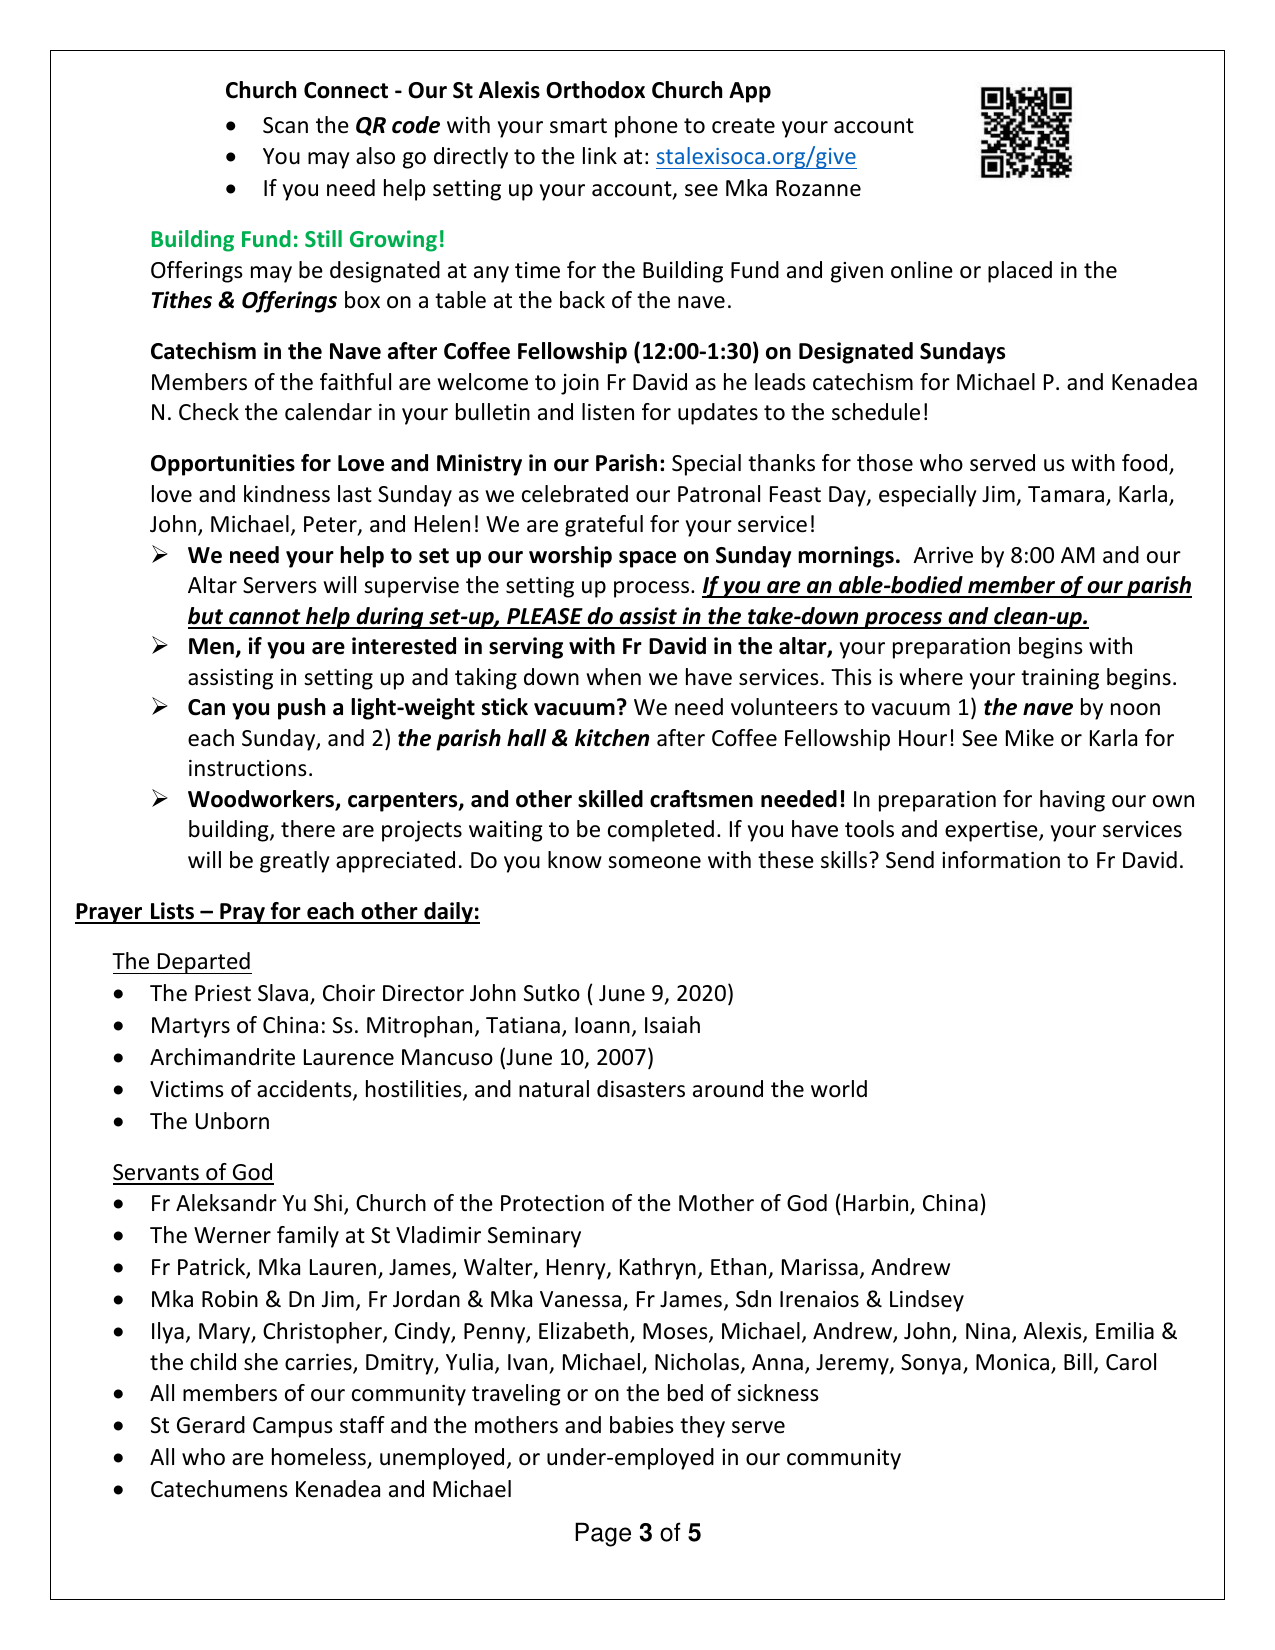 Church Connect - Our St Alexis Orthodox Church App
• Scan the QR code with your smart phone to create your account
• You may also go directly to the link at: stalexisoca.org/give
• If you need help setting up your account, see Mka Rozanne
Building Fund: Still Growing!
Offerings may be designated at any time for the Building Fund and given online or placed in the
Tithes & Offerings box on a table at the back of the nave.
Catechism in the Nave after Coffee Fellowship (12:00-1:30) on Designated Sundays
Members of the faithful are welcome to join Fr David as he leads catechism for Michael P. and Kenadea
N. Check the calendar in your bulletin and listen for updates to the schedule!
Opportunities for Love and Ministry in our Parish: Special thanks for those who served us with food,
love and kindness last Sunday as we celebrated our Patronal Feast Day, especially Jim, Tamara, Karla,
John, Michael, Peter, and Helen! We are grateful for your service!
➢ We need your help to set up our worship space on Sunday mornings. Arrive by 8:00 AM and our
Altar Servers will supervise the setting up process. If you are an able-bodied member of our parish
but cannot help during set-up, PLEASE do assist in the take-down process and clean-up.
➢ Men, if you are interested in serving with Fr David in the altar, your preparation begins with
assisting in setting up and taking down when we have services. This is where your training begins.
➢ Can you push a light-weight stick vacuum? We need volunteers to vacuum 1) the nave by noon
each Sunday, and 2) the parish hall & kitchen after Coffee Fellowship Hour! See Mike or Karla for
instructions.
➢ Woodworkers, carpenters, and other skilled craftsmen needed! In preparation for having our own
building, there are projects waiting to be completed. If you have tools and expertise, your services
will be greatly appreciated. Do you know someone with these skills? Send information to Fr David.
Prayer Lists – Pray for each other daily:
The Departed
• The Priest Slava, Choir Director John Sutko ( June 9, 2020)
• Martyrs of China: Ss. Mitrophan, Tatiana, Ioann, Isaiah
• Archimandrite Laurence Mancuso (June 10, 2007)
• Victims of accidents, hostilities, and natural disasters around the world
• The Unborn
Servants of God
• Fr Aleksandr Yu Shi, Church of the Protection of the Mother of God (Harbin, China)
• The Werner family at St Vladimir Seminary
• Fr Patrick, Mka Lauren, James, Walter, Henry, Kathryn, Ethan, Marissa, Andrew
• Mka Robin & Dn Jim, Fr Jordan & Mka Vanessa, Fr James, Sdn Irenaios & Lindsey
• Ilya, Mary, Christopher, Cindy, Penny, Elizabeth, Moses, Michael, Andrew, John, Nina, Alexis, Emilia &
the child she carries, Dmitry, Yulia, Ivan, Michael, Nicholas, Anna, Jeremy, Sonya, Monica, Bill, Carol
• All members of our community traveling or on the bed of sickness
• St Gerard Campus staff and the mothers and babies they serve
• All who are homeless, unemployed, or under-employed in our community
• Catechumens Kenadea and Michael
Page 3 of 5